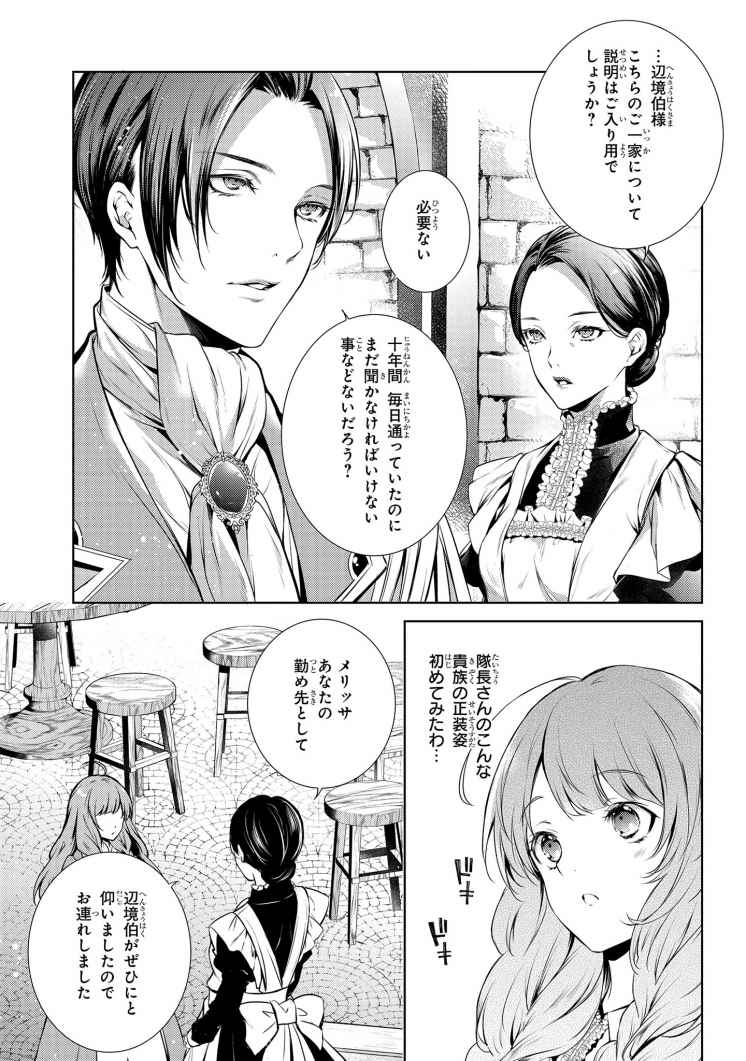 …辺境伯様
こちらのご一家について
説明はご入り用で
しょうか？
必要ない
十年間 毎日通っていたのに
まだ聞かなければいけない
事などないだろう？
隊長さんのこんな
貴族の正装姿
初めてみたわ…
ドキ
ドキ
メリッサ
あなたの
勤め先として
辺境伯がぜひにと
仰いましたので
お連れしました